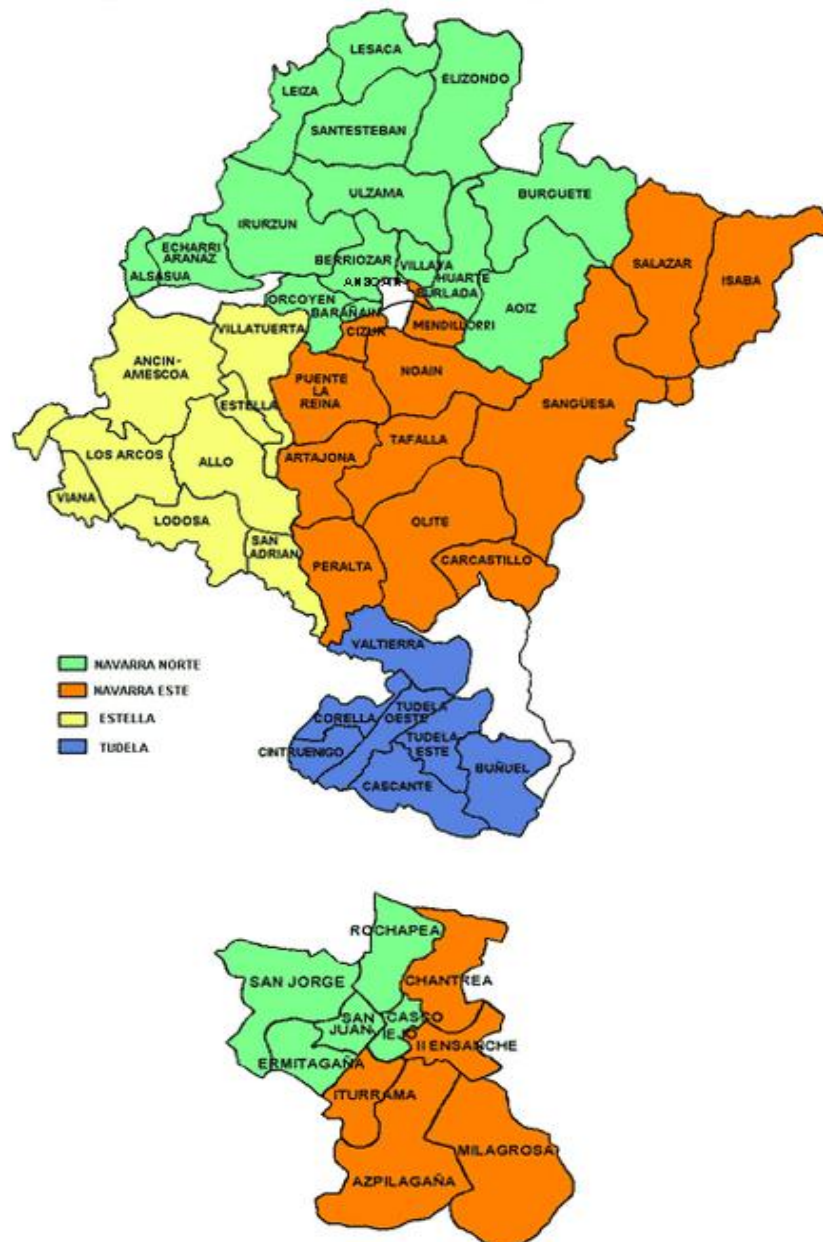 LESACA
ELIZONDO
LEIZA
SANTESTEBAN
ULZAMA
BURGUETE
IRURZUN
ECHARRI
ARANAZ
ALSASUA
BERRIOZAR
VILLAVA
HUARTE
BURLADA
AOIZ
SALAZAR
ISABA
ORCOYEN
BARAÑAIN
CIZUR
MENDILLORRI
VILLATUERTA
ANCIN-
AMESCOA
ESTELLA
PUENTE
LA
REINA
NOAIN
SANGÜESA
LOS ARCOS
ALLO
ARTAJONA
TAFALLA
VIANA
LODOSA
SAN
ADRIAN
OLITE
PERALTA
CARCASTILLO
VALTIERRA
NAVARRA NORTE
NAVARRA ESTE
ESTELLA
TUDELA
CORELLA
TUDELA
OESTE
CINTRUENIGO
TUDELA
ESTE
BUÑUEL
CASCANTE
ROCHAPEA
SAN JORGE
CHANTREA
SAN
JUAN
CASCO
VIEJO
II ENSANCHE
ERMITAGAÑA
ITURRAMA
MILAGROSA
AZPILAGAÑA